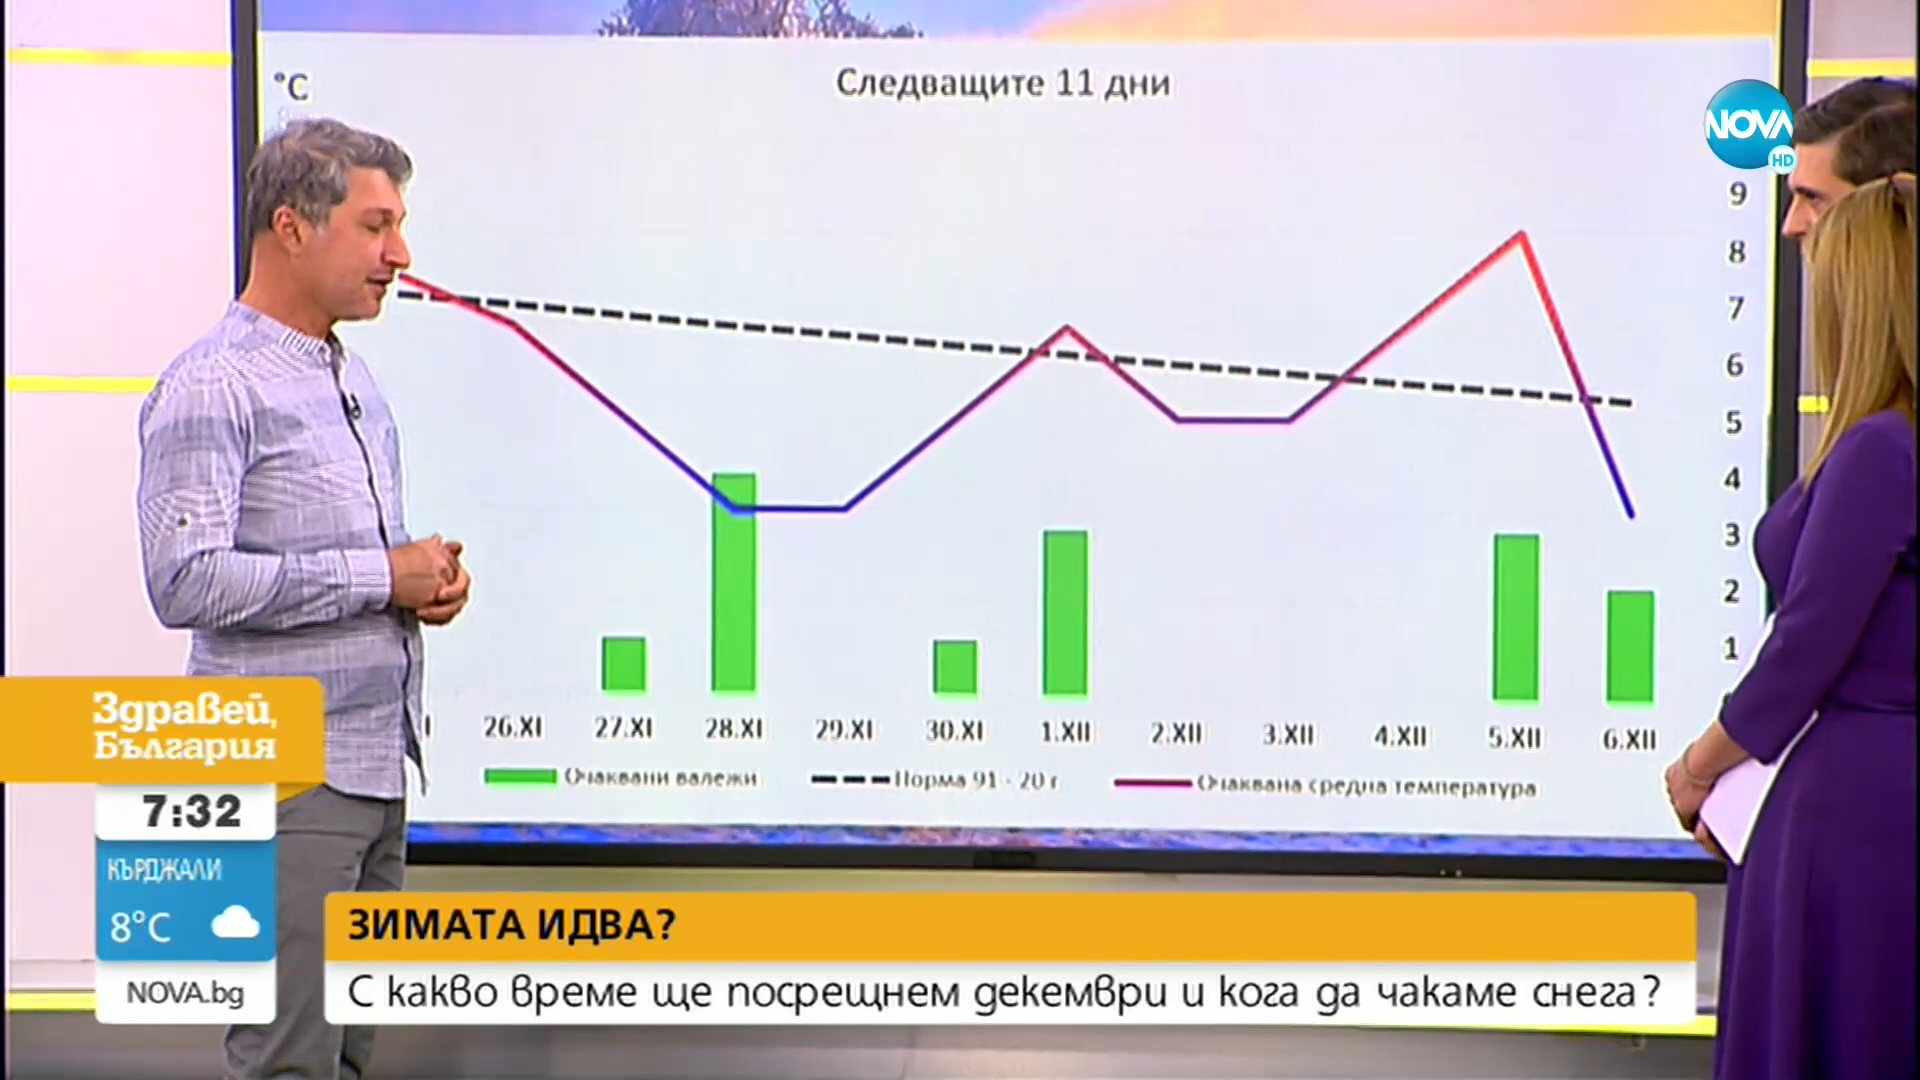 °C
Следващите 11 дни
NOVA
HD
9
8
7
6
5
4
3
2
1
26.XI 27.XI 28.XI 29.XI 30.XI 1.XII 2.XII 3.XII 4.XII 5.XII 6.XII
Очаквани валежи Норма 91 - 20 г Очаквана средна температура
Здравей,
България
7:32
КЪРДЖАЛИ
8°C
NOVA.bg
ЗИМАТА ИДВА?
С какво време ще посрещнем декември и кога да чакаме снега?